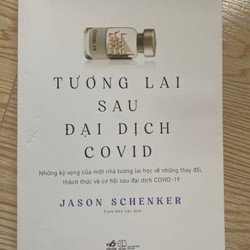 TƯƠNG LAI
SAU
ĐẠI DỊCH
COVID
Những kỳ vọng của một nhà tương lai học về những thay đổi,
thách thức và cơ hội sau đại dịch COVID-19
JASON SCHENKER